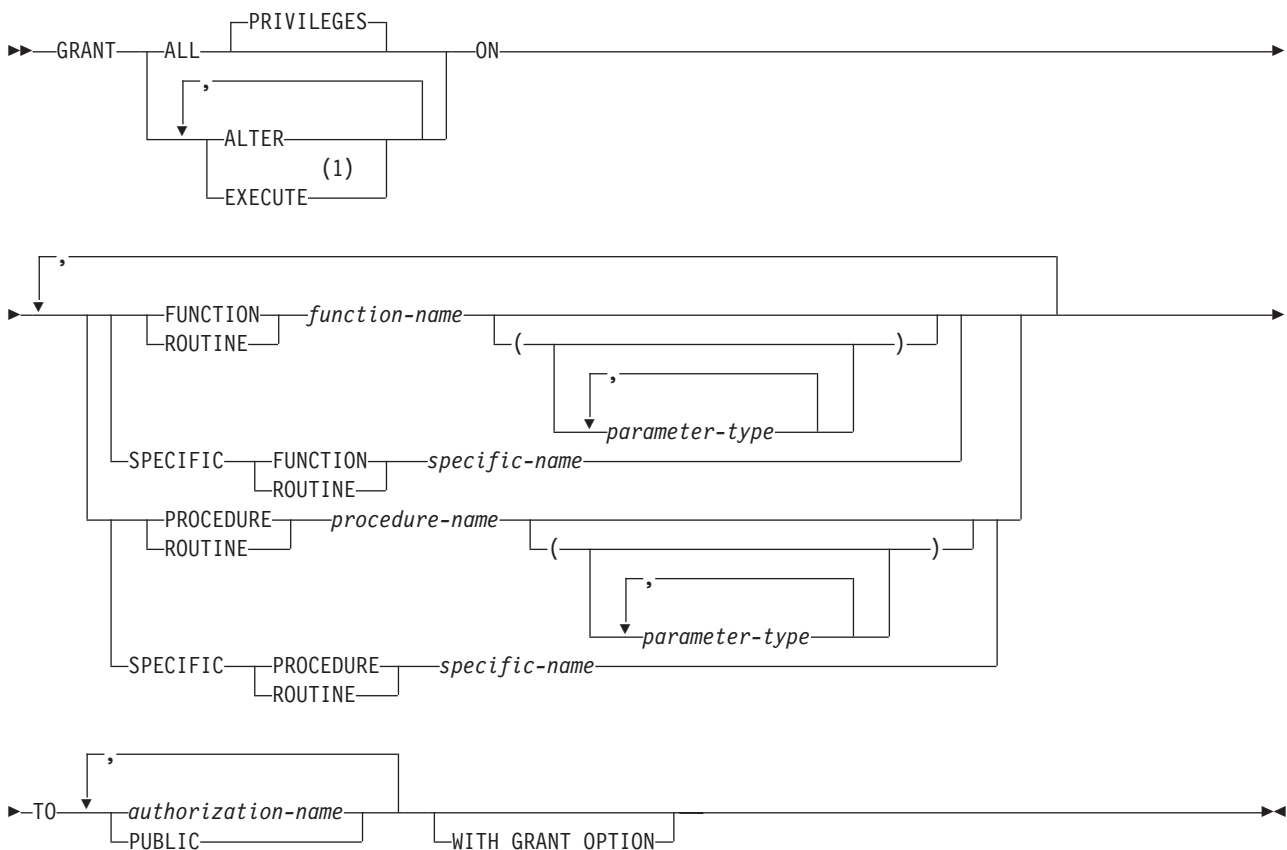 PRIVILEGES
GRANT ALL ON
,
ALTER
(1)
EXECUTE
,
FUNCTION function-name
ROUTINE ( )
,
parameter-type
SPECIFIC FUNCTION specific-name
ROUTINE
PROCEDURE procedure-name
ROUTINE ( )
,
parameter-type
SPECIFIC PROCEDURE specific-name
ROUTINE
,
TO authorization-name
PUBLIC WITH GRANT OPTION